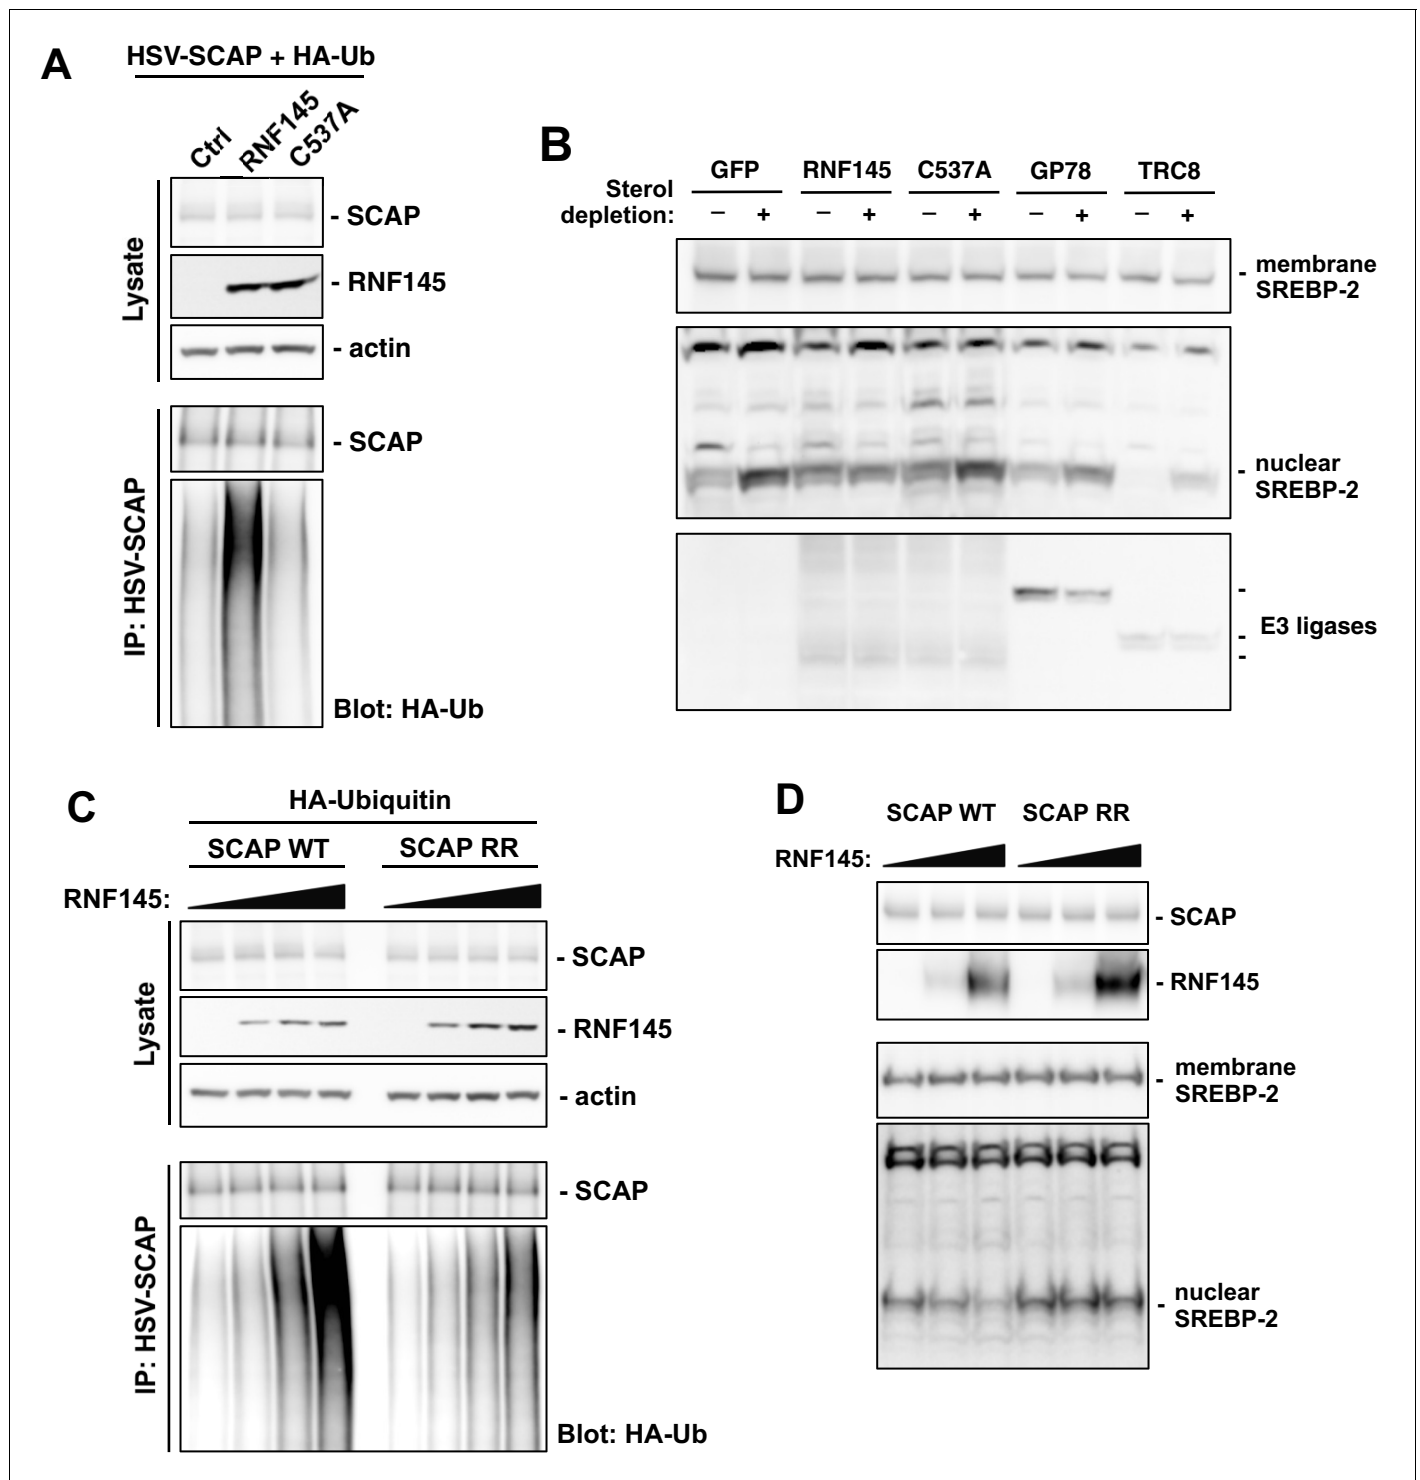 A
HSV-SCAP + HA-Ub
Ctrl
RNF145
C537A
Lysate
- SCAP
- RNF145
- actin
IP: HSV-SCAP
- SCAP
Blot: HA-Ub
B
GFP RNF145 C537A GP78 TRC8
Sterol
depletion: − + − + − + − + − +
- membrane
SREBP-2
- nuclear
SREBP-2
-
- E3 ligases
-
C
HA-Ubiquitin
SCAP WT SCAP RR
RNF145:
Lysate
- SCAP
- RNF145
- actin
IP: HSV-SCAP
- SCAP
Blot: HA-Ub
D
SCAP WT SCAP RR
RNF145:
- SCAP
- RNF145
- membrane
SREBP-2
- nuclear
SREBP-2